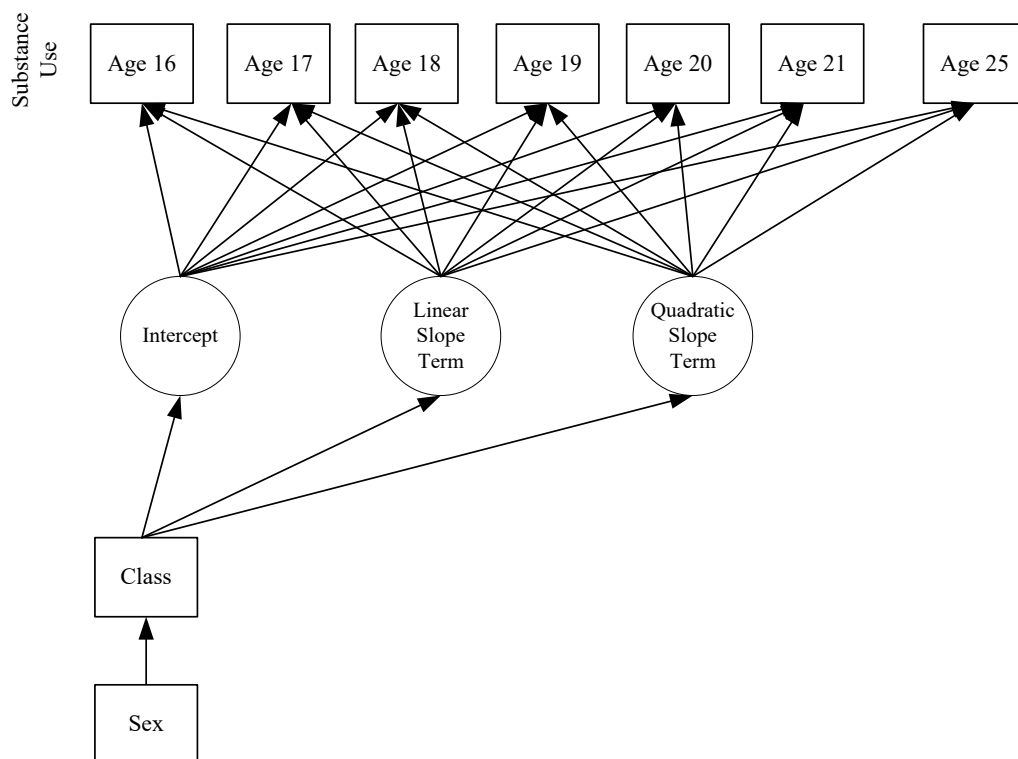 Substance
Use
Age 16
Age 17
Age 18
Age 19
Age 20
Age 21
Age 25
Intercept
Linear
Slope
Term
Quadratic
Slope
Term
Class
Sex